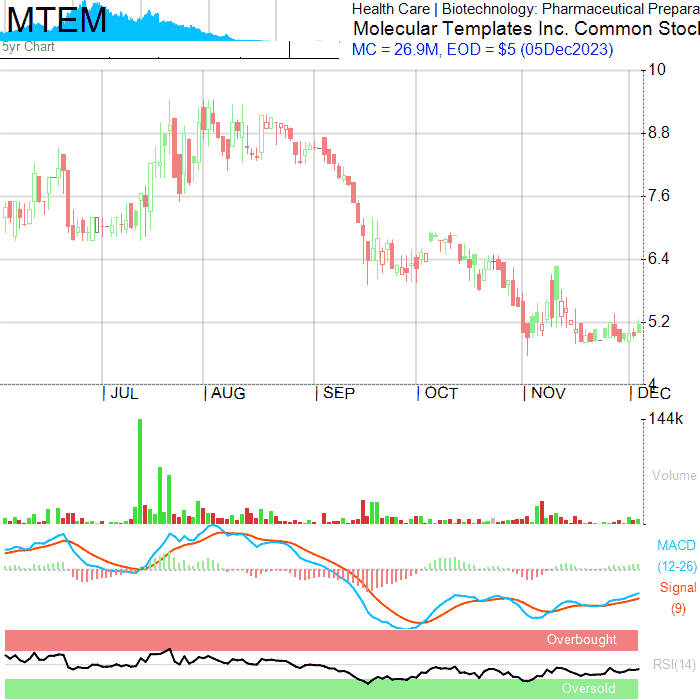 MTEM
5yr Chart
Health Care | Biotechnology: Pharmaceutical Prepara
Molecular Templates Inc. Common Stoc
MC = 26.9M, EOD = $5 (05Dec2023)
10
8.8
7.6
6.4
5.2
4
JUL AUG SEP OCT NOV DEC
144k
Volume
MACD
(12-26)
Signal
(9)
Overbought
RSI(14)
Oversold